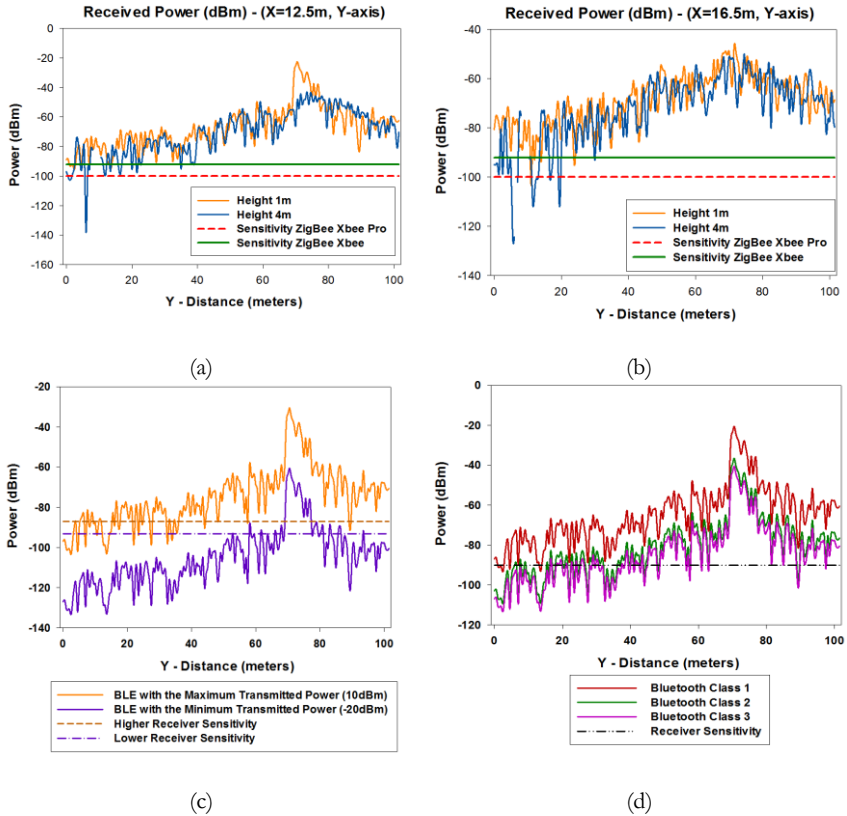 Received Power (dBm) - (X=12.5m, Y-axis)
0
-20
-40
-60
-80
-100
-120
-140
-160
Power (dBm)
Height 1m
Height 4m
Sensitivity ZigBee Xbee Pro
Sensitivity ZigBee Xbee
0 20 40 60 80 100
Y - Distance (meters)
(a)
Received Power (dBm) - (X=16.5m, Y-axis)
-40
-60
-80
-100
-120
-140
Power (dBm)
Height 1m
Height 4m
Sensitivity ZigBee Xbee Pro
Sensitivity ZigBee Xbee
0 20 40 60 80 100
Y - Distance (meters)
(b)
-20
-40
-60
-80
-100
-120
-140
Power (dBm)
0 20 40 60 80 100
Y - Distance (meters)
BLE with the Maximum Transmitted Power (10dBm)
BLE with the Minimum Transmitted Power (-20dBm)
Higher Receiver Sensitivity
Lower Receiver Sensitivity
(c)
0
-20
-40
-60
-80
-100
-120
Power (dBm)
0 20 40 60 80 100
Y - Distance (meters)
Bluetooth Class 1
Bluetooth Class 2
Bluetooth Class 3
Receiver Sensitivity
(d)